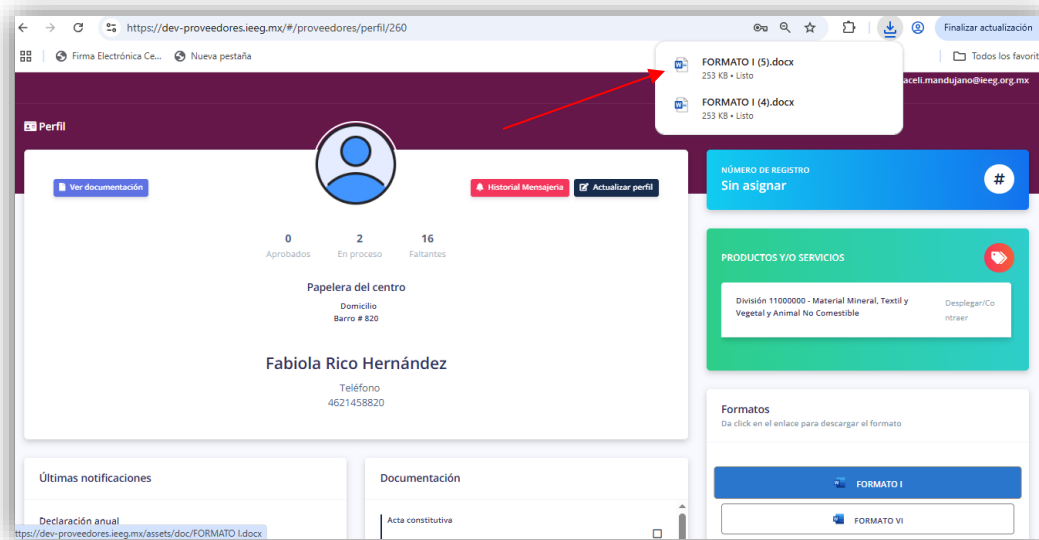 https://dev-proveedores.ieeg.mx/#/proveedores/perfil/260
Finalizar actualización
Firma Electrónica Ce...
Nueva pestaña
Todos los favorit
FORMATO I (5).docx
253 KB • Listo
FORMATO I (4).docx
253 KB • Listo
aceli.mandujano@ieeg.org.mx
Perfil
Ver documentación
Historial Mensajeria
Actualizar perfil
NÚMERO DE REGISTRO
Sin asignar
#
0
2
16
Aprobados
En proceso
Faltantes
Papelera del centro
Domicilio
Barro # 820
Fabiola Rico Hernández
Teléfono
4621458820
PRODUCTOS Y/O SERVICIOS
División 11000000 - Material Mineral, Textil y
Vegetal y Animal No Comestible
Desplegar/Co
ntraer
Formatos
Da click en el enlace para descargar el formato
FORMATO I
FORMATO VI
Últimas notificaciones
Declaración anual
Documentación
Acta constitutiva
ttps://dev-proveedores.ieeg.mx/assets/doc/FORMATO I.docx